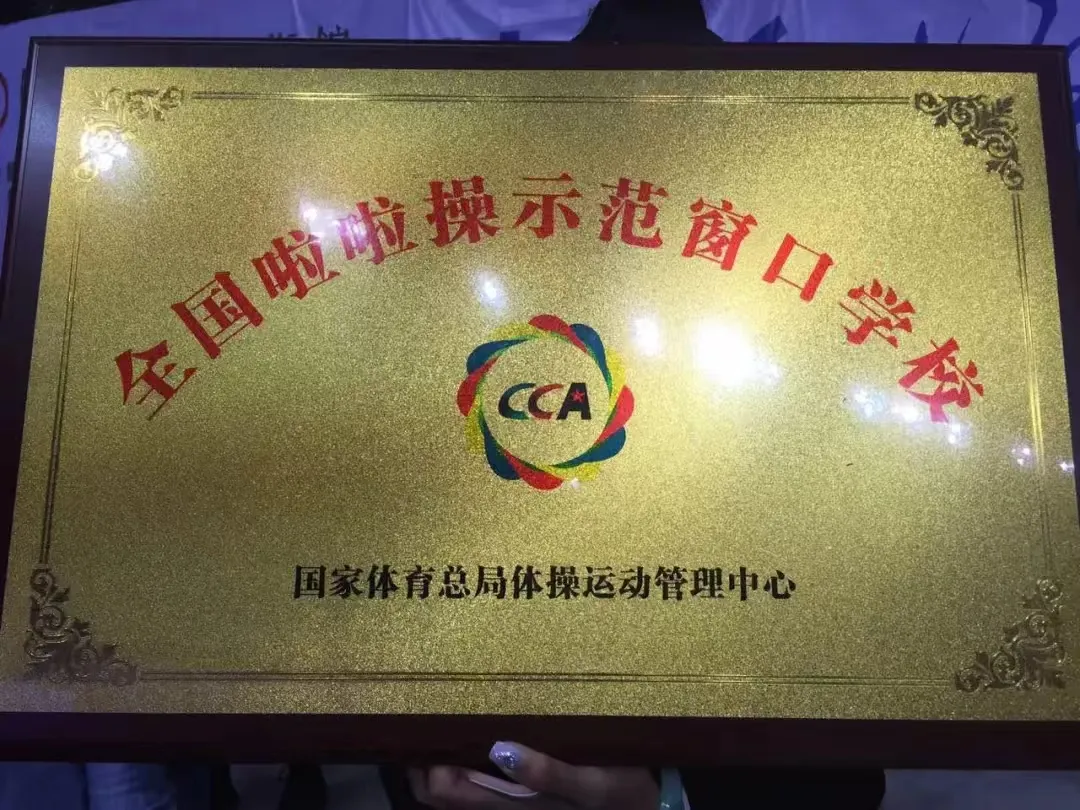 全国啦啦操示范窗口学校
CCA
国家体育总局体操运动管理中心